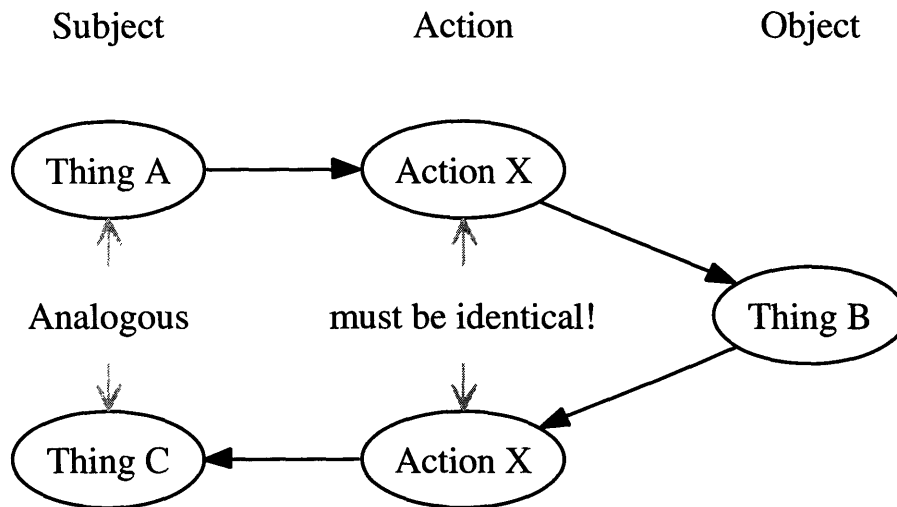 Subject Action Object
Thing A Action X
Analogous must be identical! Thing B
Thing C Action X